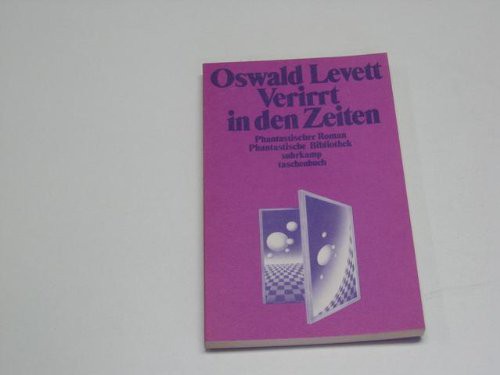 Oswald Levett
Verirrt
in den Zeiten
Phantastischer Roman
Phantastische Bibliothek
suhrkamp
taschenbuch